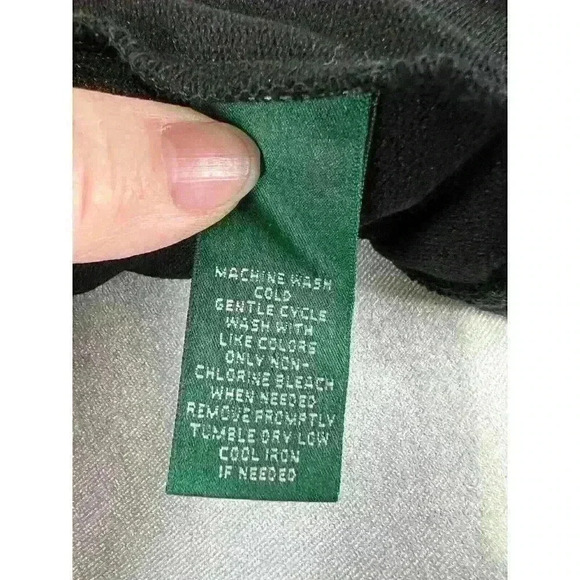 MACHINE WASH
COLD
GENTLE CYCLE
WASH WITH
LIKE COLORS
ONLY NON-
CHLORINE BLEACH
WHEN NEEDED
REMOVE PROMPTLY
TUMBLE DRY LOW
COOL IRON
IF NEEDED